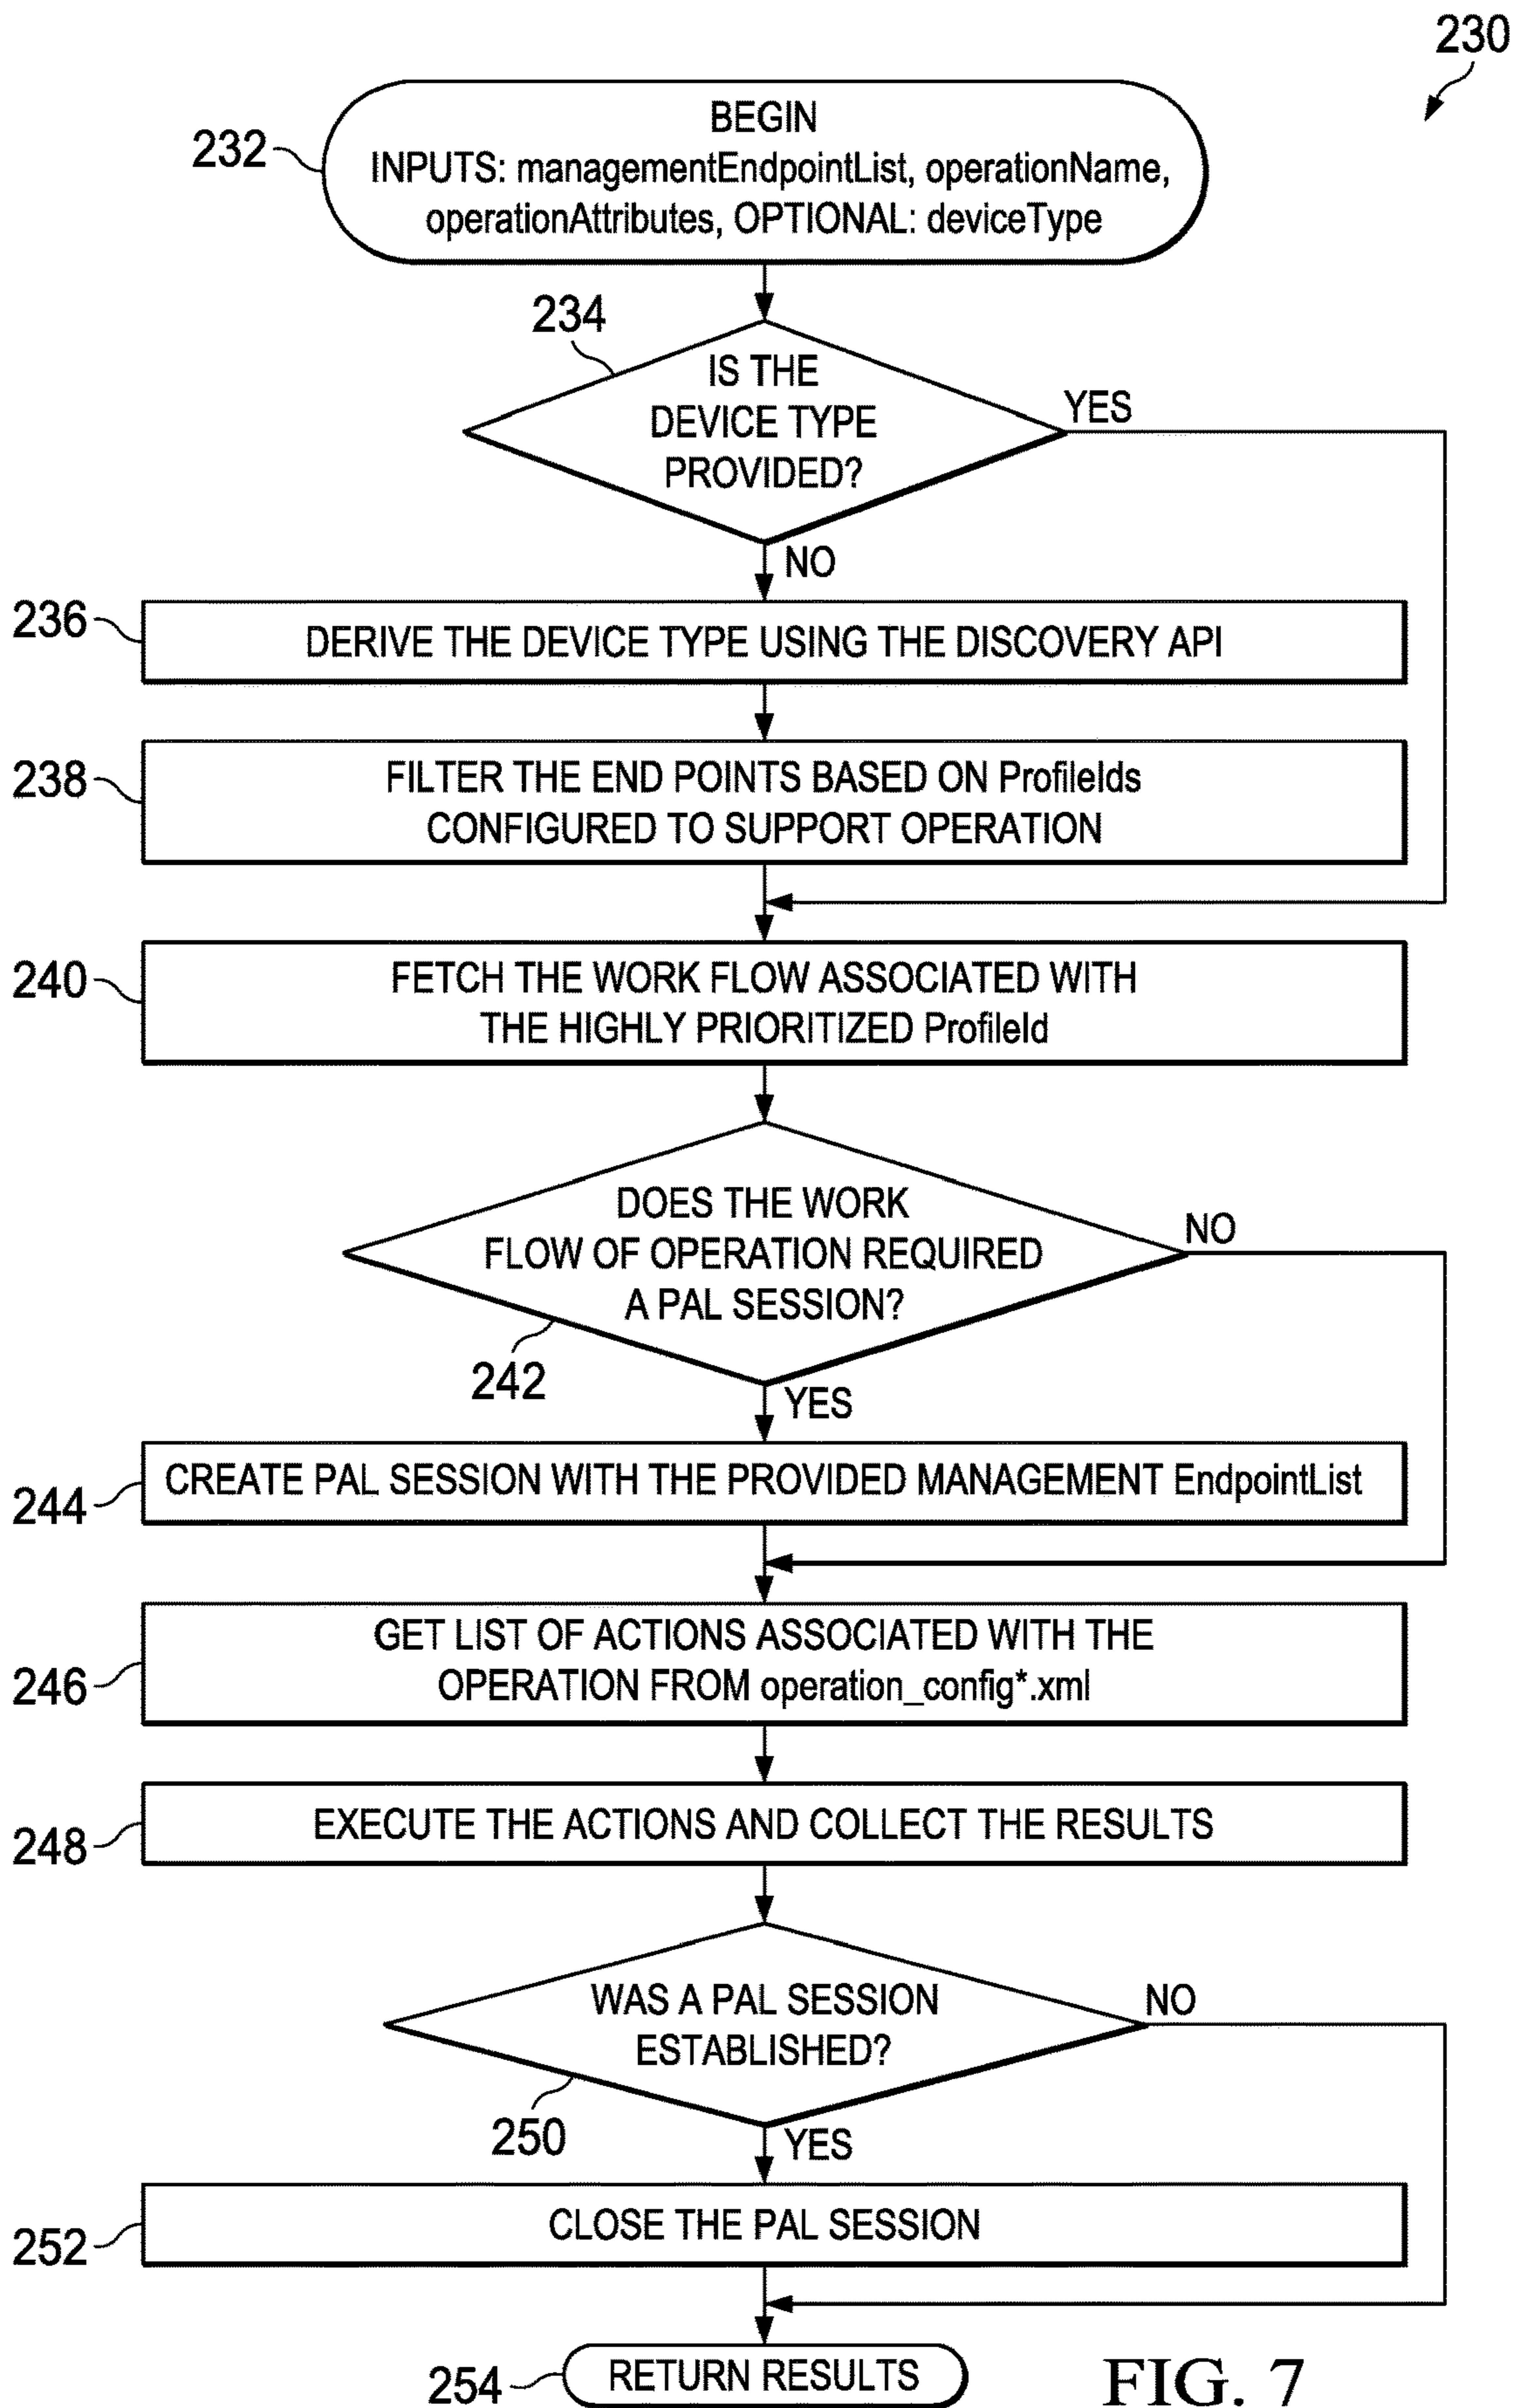 230
232
BEGIN
INPUTS: managementEndpointList, operationName,
operationAttributes, OPTIONAL: deviceType
234
IS THE
DEVICE TYPE
PROVIDED?
YES
NO
236
DERIVE THE DEVICE TYPE USING THE DISCOVERY API
238
FILTER THE END POINTS BASED ON ProfileIds
CONFIGURED TO SUPPORT OPERATION
240
FETCH THE WORK FLOW ASSOCIATED WITH
THE HIGHLY PRIORITIZED ProfileId
DOES THE WORK
FLOW OF OPERATION REQUIRED
A PAL SESSION?
NO
242
YES
244
CREATE PAL SESSION WITH THE PROVIDED MANAGEMENT EndpointList
246
GET LIST OF ACTIONS ASSOCIATED WITH THE
OPERATION FROM operation_config*.xml
248
EXECUTE THE ACTIONS AND COLLECT THE RESULTS
WAS A PAL SESSION
ESTABLISHED?
NO
250
YES
252
CLOSE THE PAL SESSION
254
RETURN RESULTS
FIG. 7